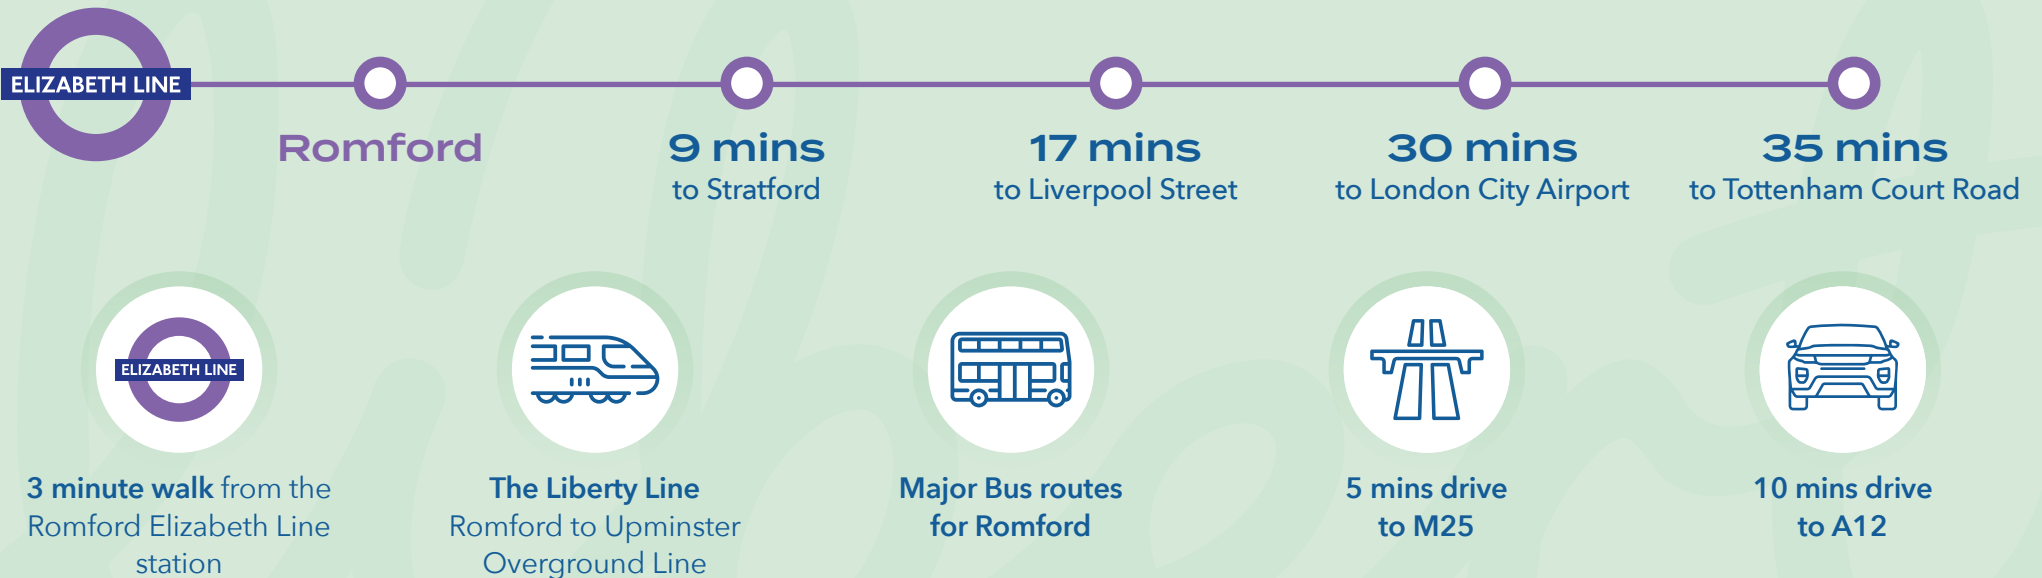 ELIZABETH LINE
Romford
9 mins
to Stratford
17 mins
to Liverpool Street
30 mins
to London City Airport
35 mins
to Tottenham Court Road
ELIZABETH LINE
3 minute walk from the
Romford Elizabeth Line
station
The Liberty Line
Romford to Upminster
Overground Line
Major Bus routes
for Romford
5 mins drive
to M25
10 mins drive
to A12